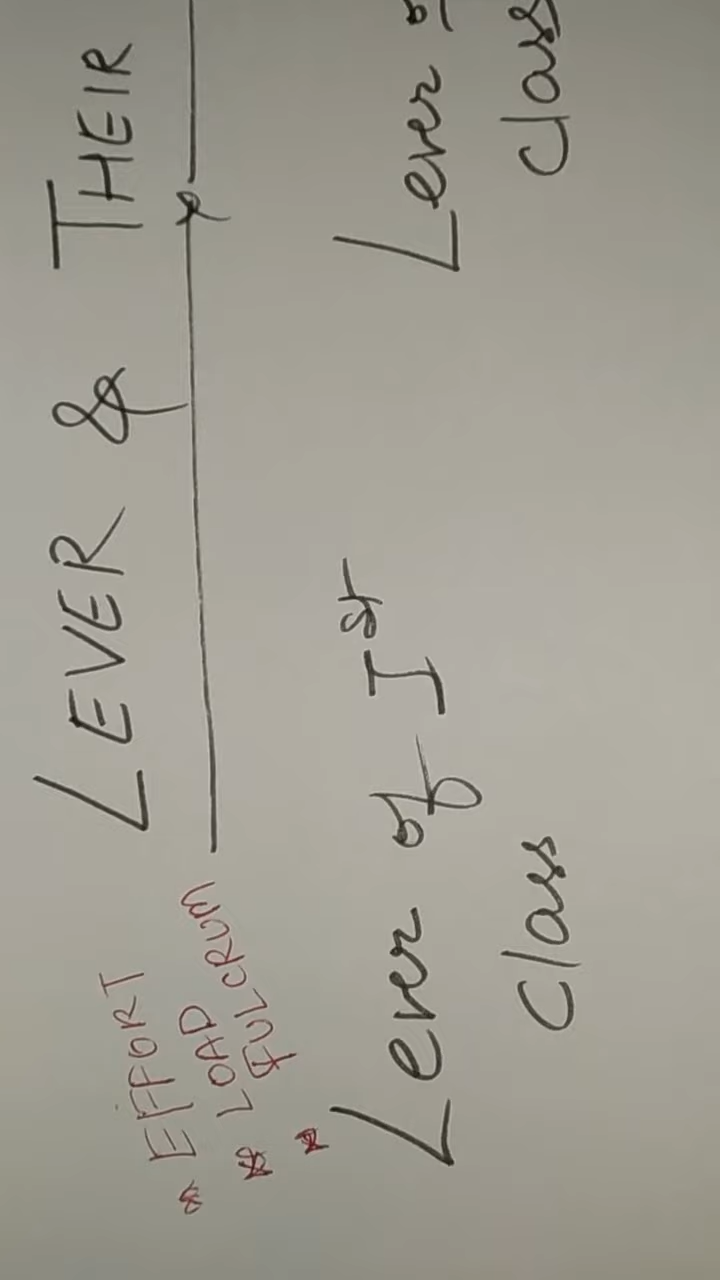 LEVER & THEIR
* EFFORT
* LOAD
* FULCRUM
Lever of Ist
Class
Lever
Class